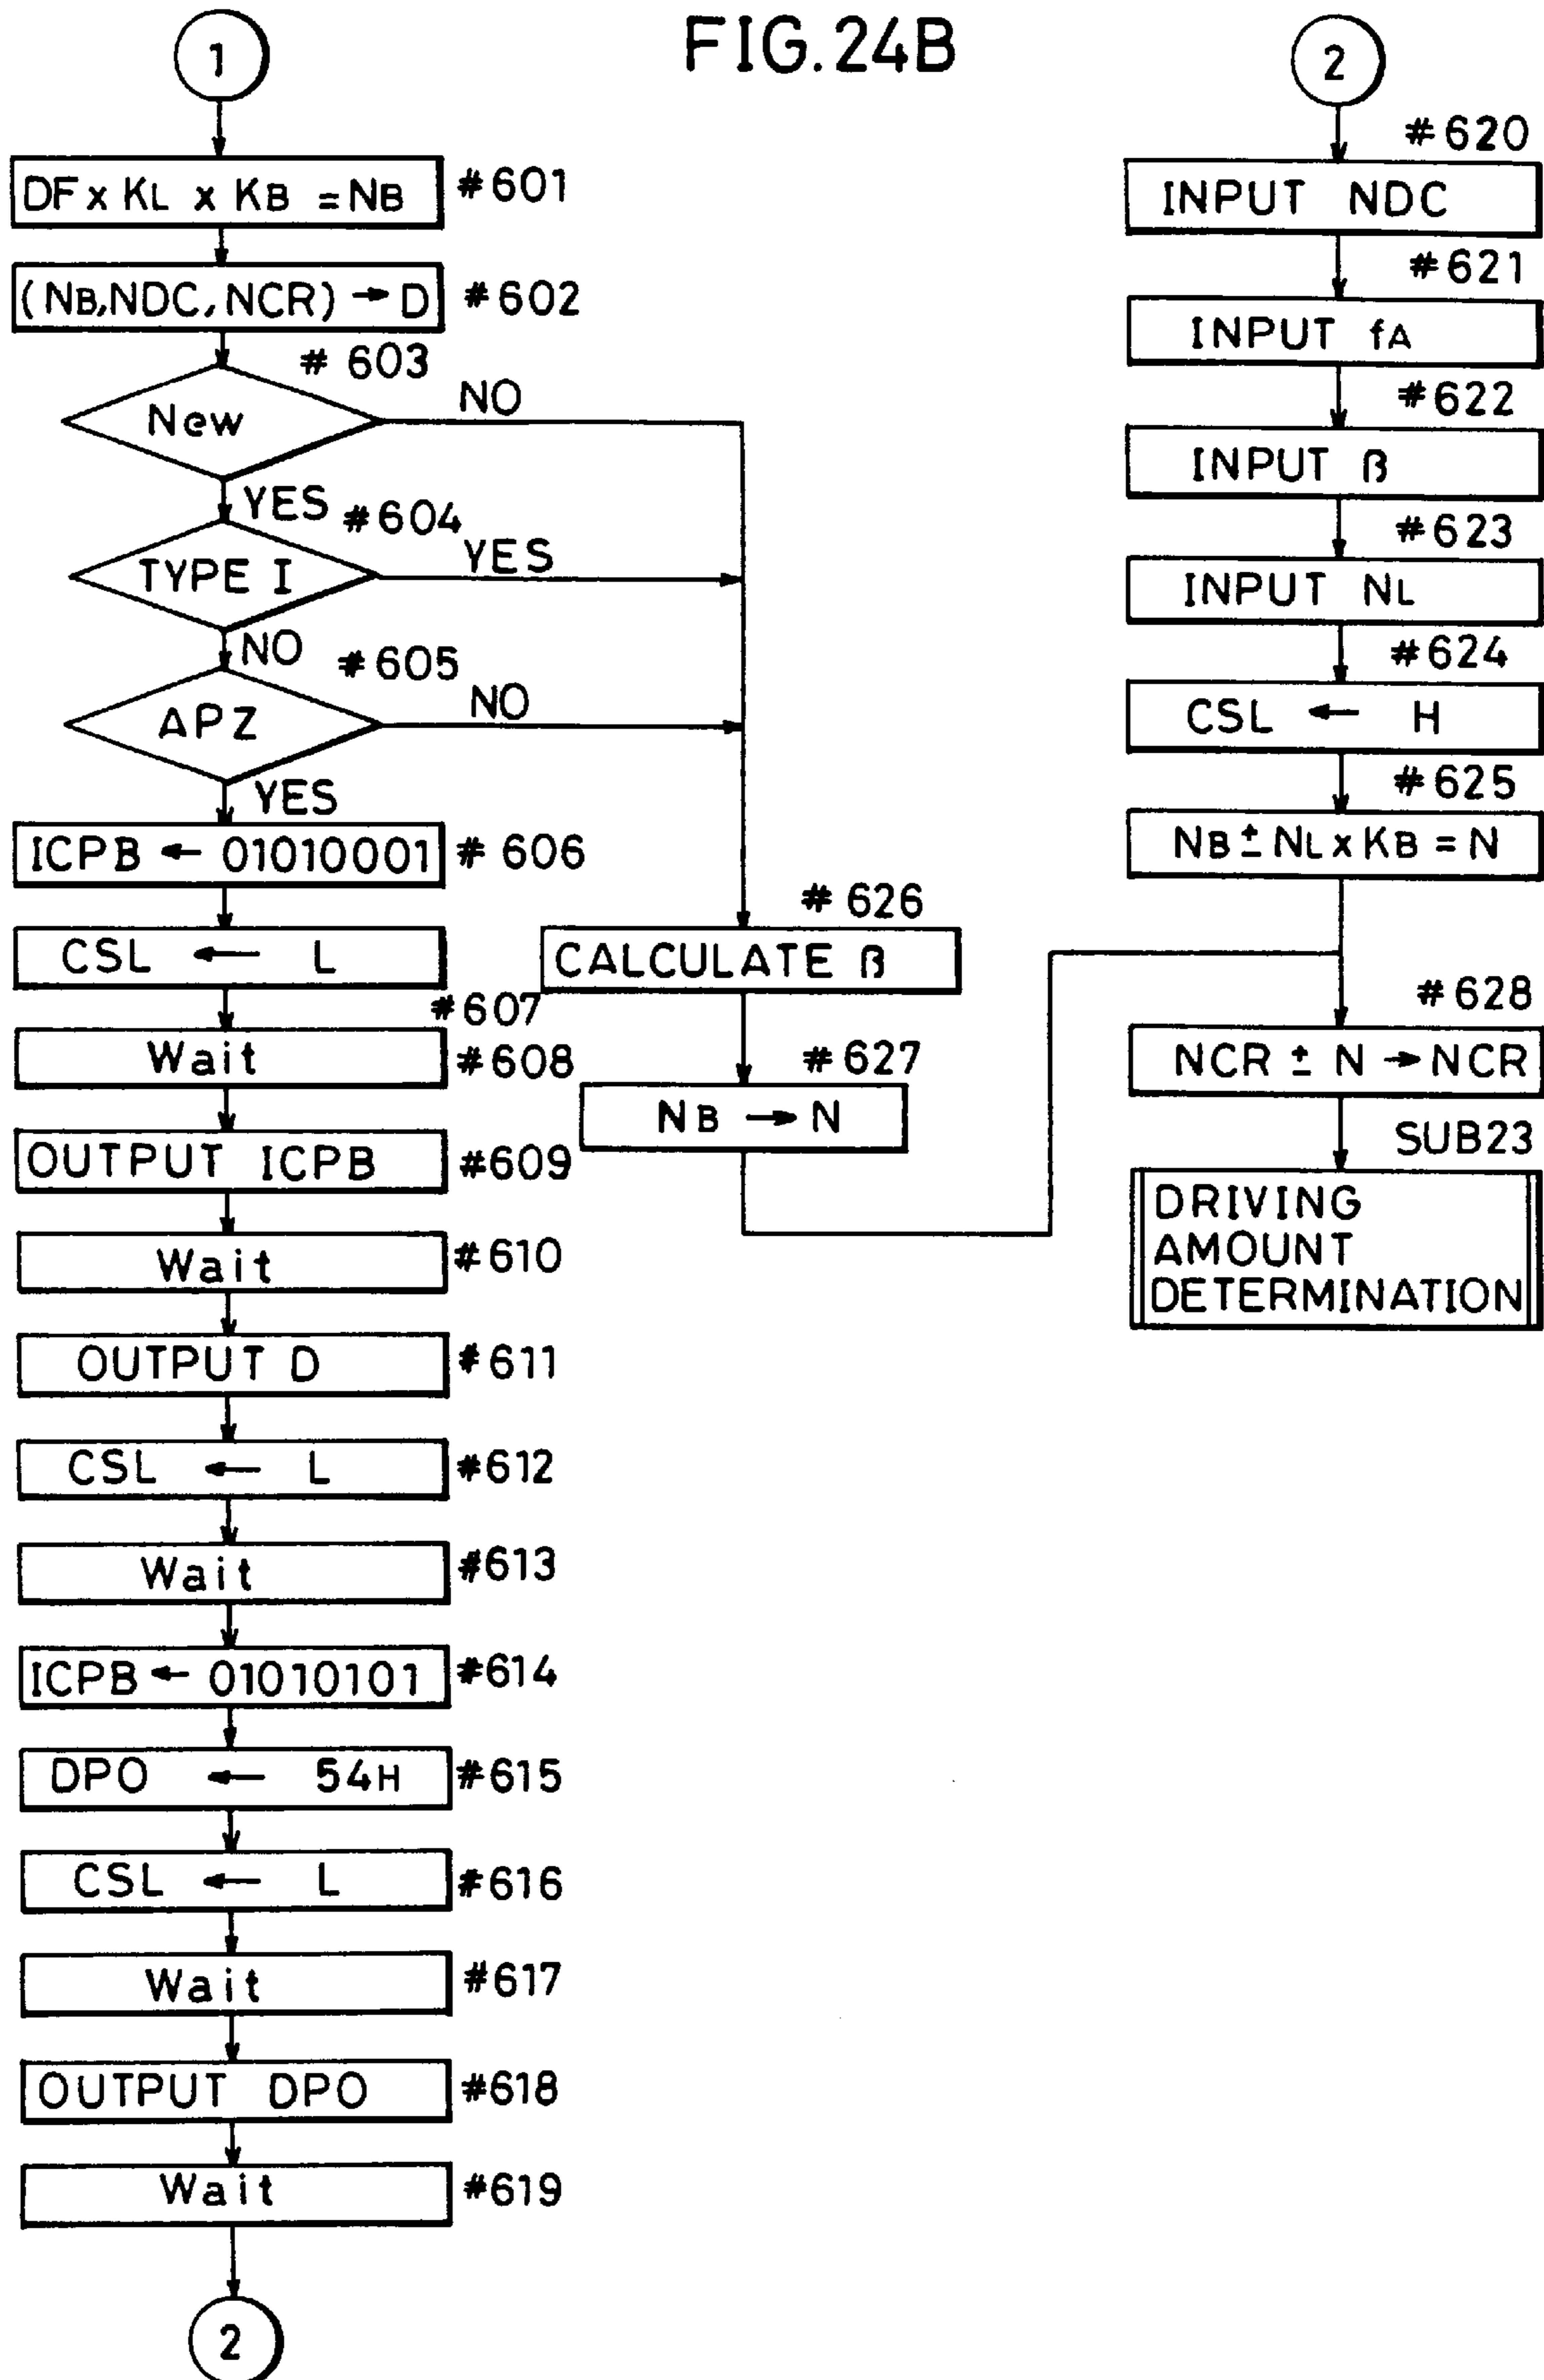 FIG.24B
1
DF x KL x KB = NB #601
(NB,NDC,NCR) → D #602
# 603
New
NO
YES
#604
TYPE I
YES
NO
#605
APZ
NO
YES
ICPB ← 01010001 # 606
CSL ← L
#607
Wait #608
OUTPUT ICPB #609
Wait #610
OUTPUT D #611
CSL ← L #612
Wait #613
ICPB ← 01010101 #614
DPO ← 54H #615
CSL ← L #616
Wait #617
OUTPUT DPO #618
Wait #619
2
# 626
CALCULATE β
#627
NB → N
2
#620
INPUT NDC
#621
INPUT fA
#622
INPUT β
#623
INPUT NL
#624
CSL ← H
#625
NB ± NL x KB = N
#628
NCR ± N → NCR
SUB23
DRIVING
AMOUNT
DETERMINATION